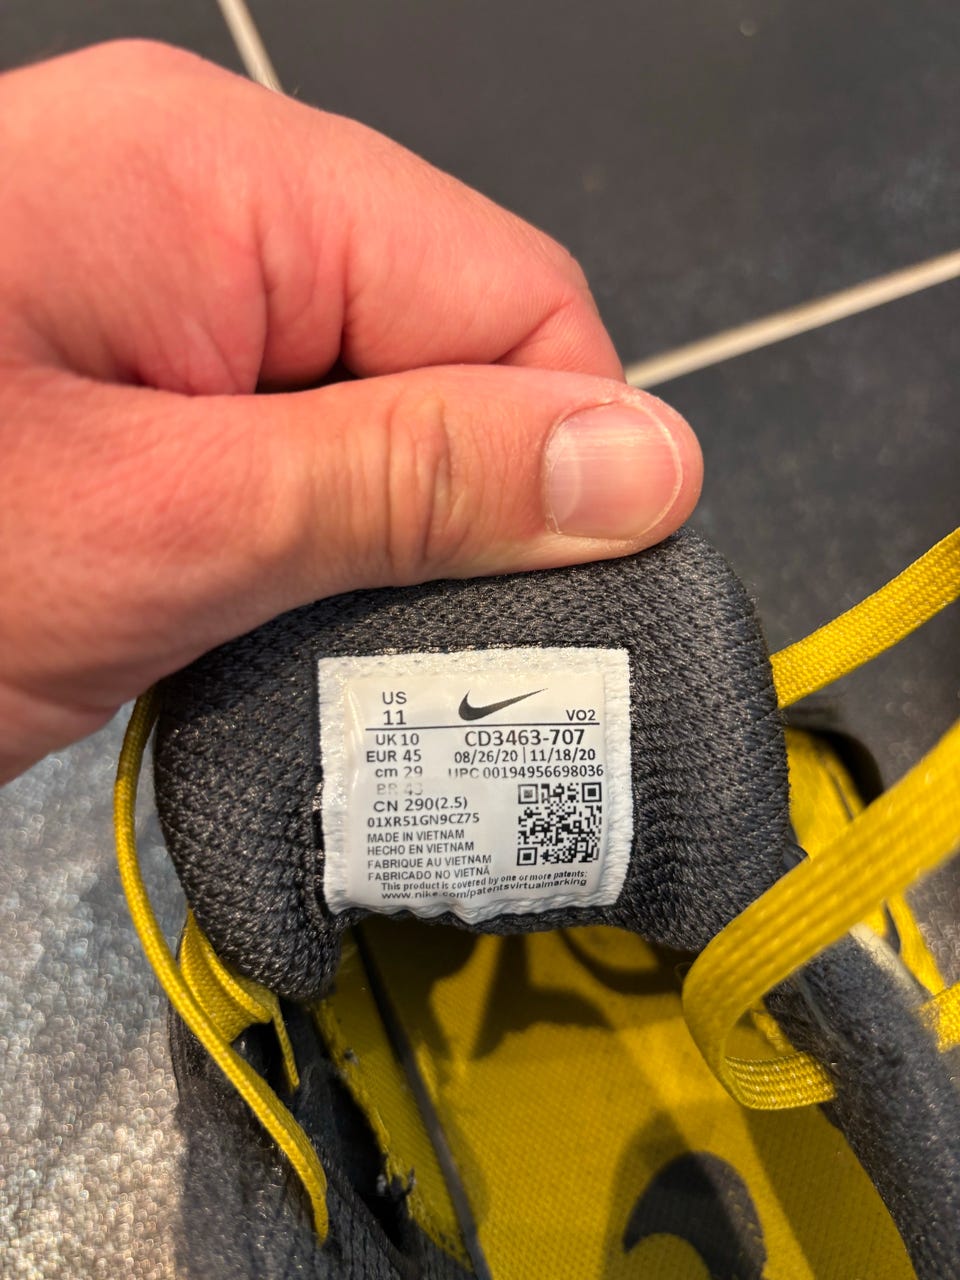 US
11
VO2
UK 10
CD3463-707
EUR 45
08/26/20 | 11/18/20
cm 29
UPC 00194956698036
BR 43
CN 290(2.5)
01XR51GN9CZ75
MADE IN VIETNAM
HECHO EN VIETNAM
FABRIQUE AU VIETNAM
FABRICADO NO VIETNÃ
This product is covered by one or more patents:
www.nike.com/patentsvirtualmarking